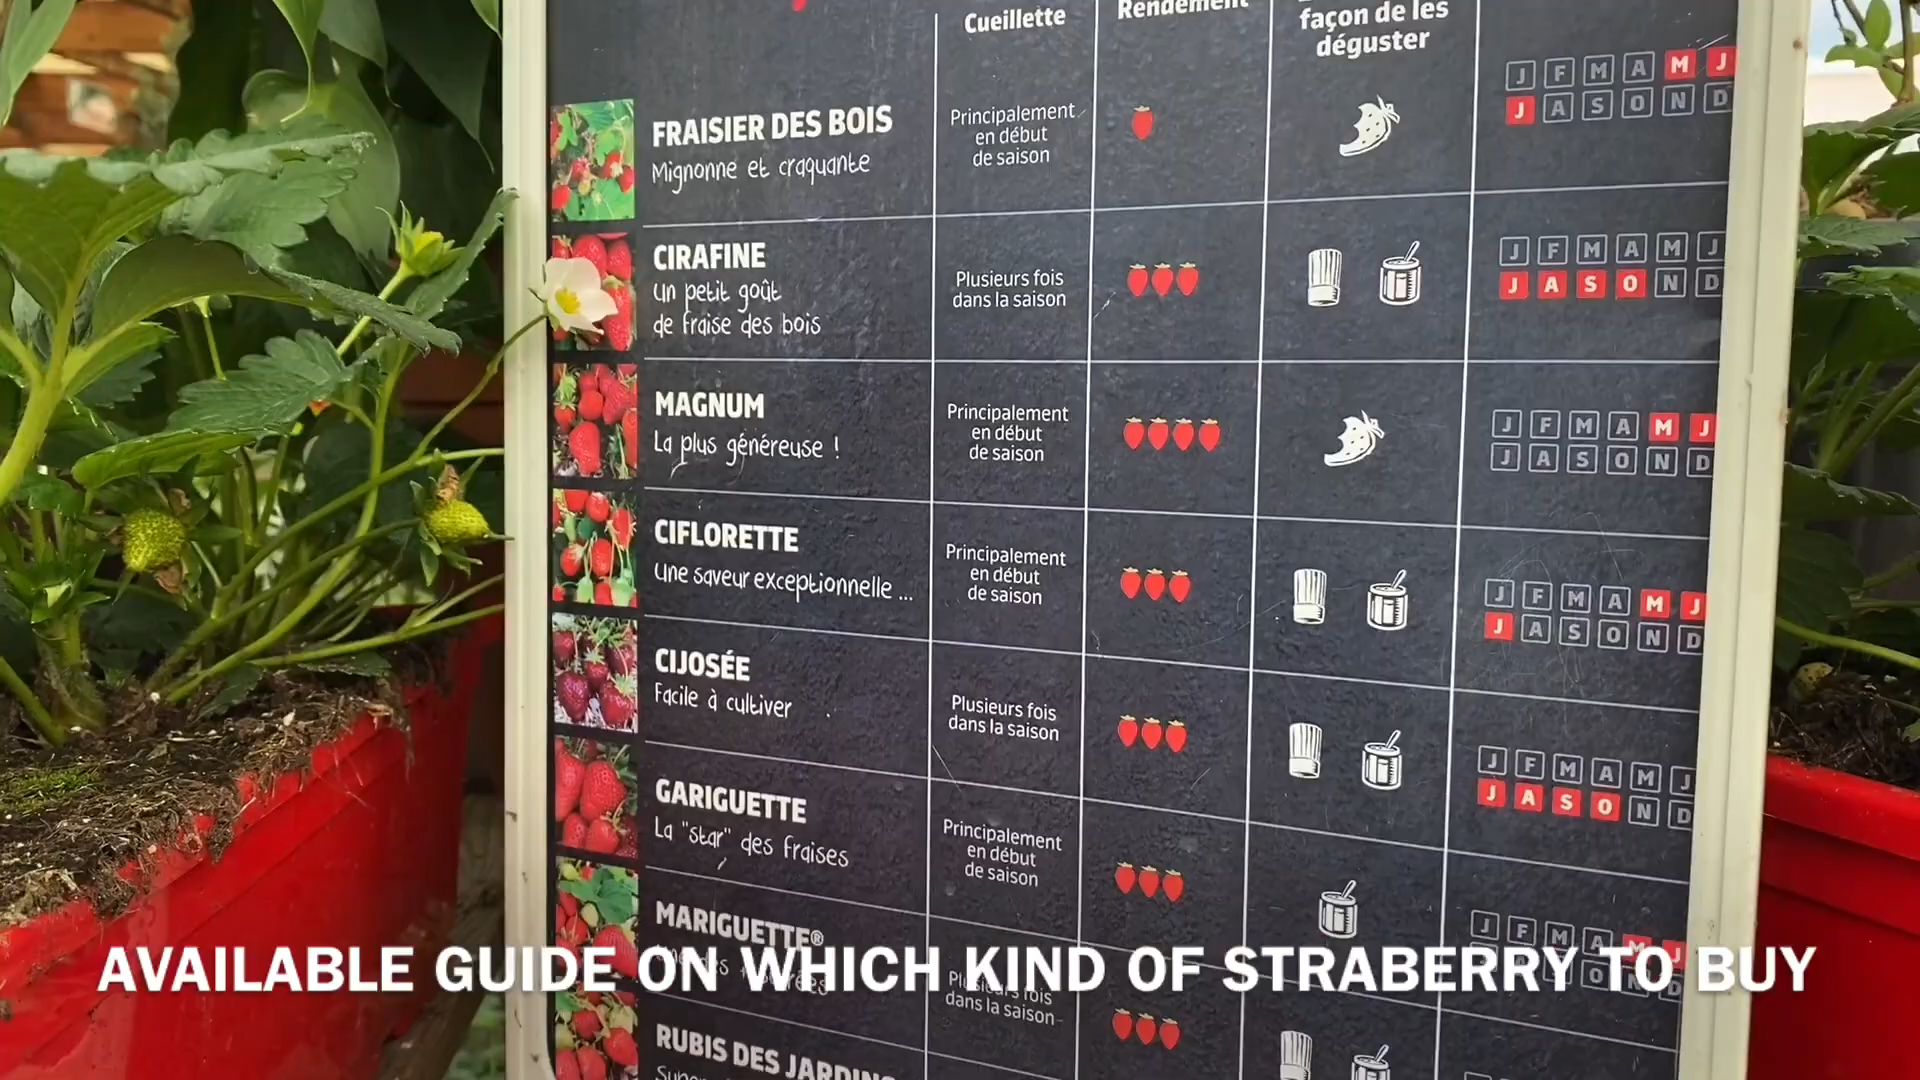 Cueillette
Rendement
façon de les
déguster
FRAISIER DES BOIS
Mignonne et craquante
Principalement
en début
de saison
J F M A M J
J A S O N D
CIRAFINE
Un petit goût
de fraise des bois
Plusieurs fois
dans la saison
J F M A M J
J A S O N D
MAGNUM
La plus généreuse !
Principalement
en début
de saison
J F M A M J
J A S O N D
CIFLORETTE
Une saveur exceptionnelle ...
Principalement
en début
de saison
J F M A M J
J A S O N D
CIJOSÉE
Facile à cultiver
Plusieurs fois
dans la saison
J F M A M J
J A S O N D
GARIGUETTE
La "star" des fraises
Principalement
en début
de saison
J F M A M J
MARIGUETTE®
Plusieurs fois
dans la saison
AVAILABLE GUIDE ON WHICH KIND OF STRABERRY TO BUY
RUBIS DES JARDINS